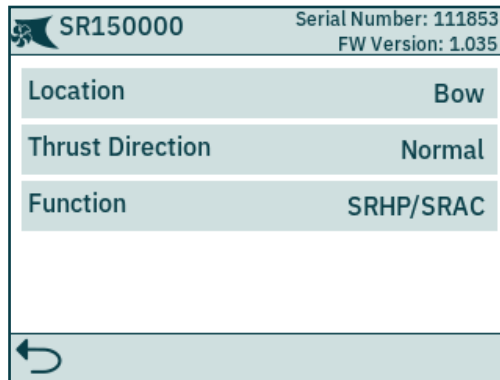 SR150000
Serial Number: 111853
FW Version: 1.035
Location Bow
Thrust Direction Normal
Function SRHP/SRAC